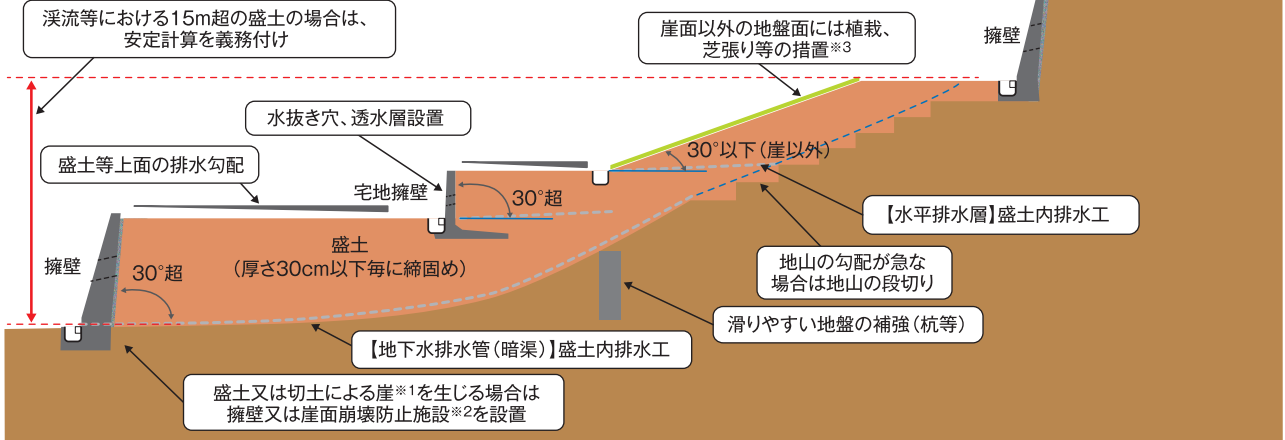 渓流等における15m超の盛土の場合は、
安定計算を義務付け
崖面以外の地盤面には植栽、
芝張り等の措置※3
擁壁
水抜き穴、透水層設置
盛土等上面の排水勾配
30°以下（崖以外）
宅地擁壁
30°超
【水平排水層】盛土内排水工
盛土
（厚さ30cm以下毎に締固め）
擁壁
30°超
地山の勾配が急な
場合は地山の段切り
滑りやすい地盤の補強（杭等）
【地下水排水管（暗渠）】盛土内排水工
盛土又は切土による崖※1を生じる場合は
擁壁又は崖面崩壊防止施設※2を設置